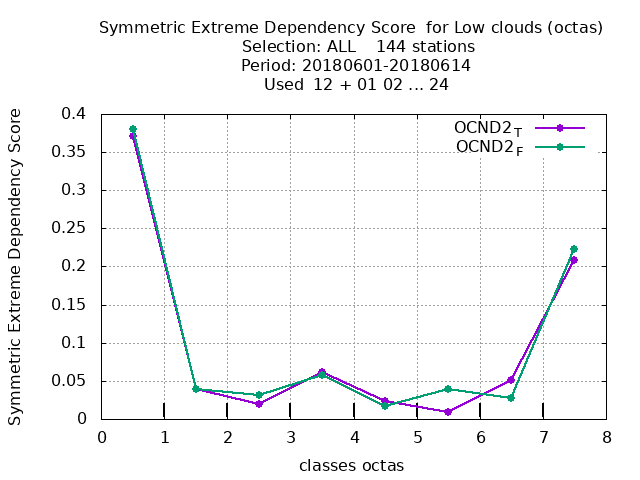 Symmetric Extreme Dependency Score  for Low clouds (octas)
Selection: ALL    144 stations
Period: 20180601-20180614
Used  12 + 01 02 ... 24
Symmetric Extreme Dependency Score
0.4
0.35
0.3
0.25
0.2
0.15
0.1
0.05
0
OCND2T
OCND2F
0 1 2 3 4 5 6 7 8
classes octas